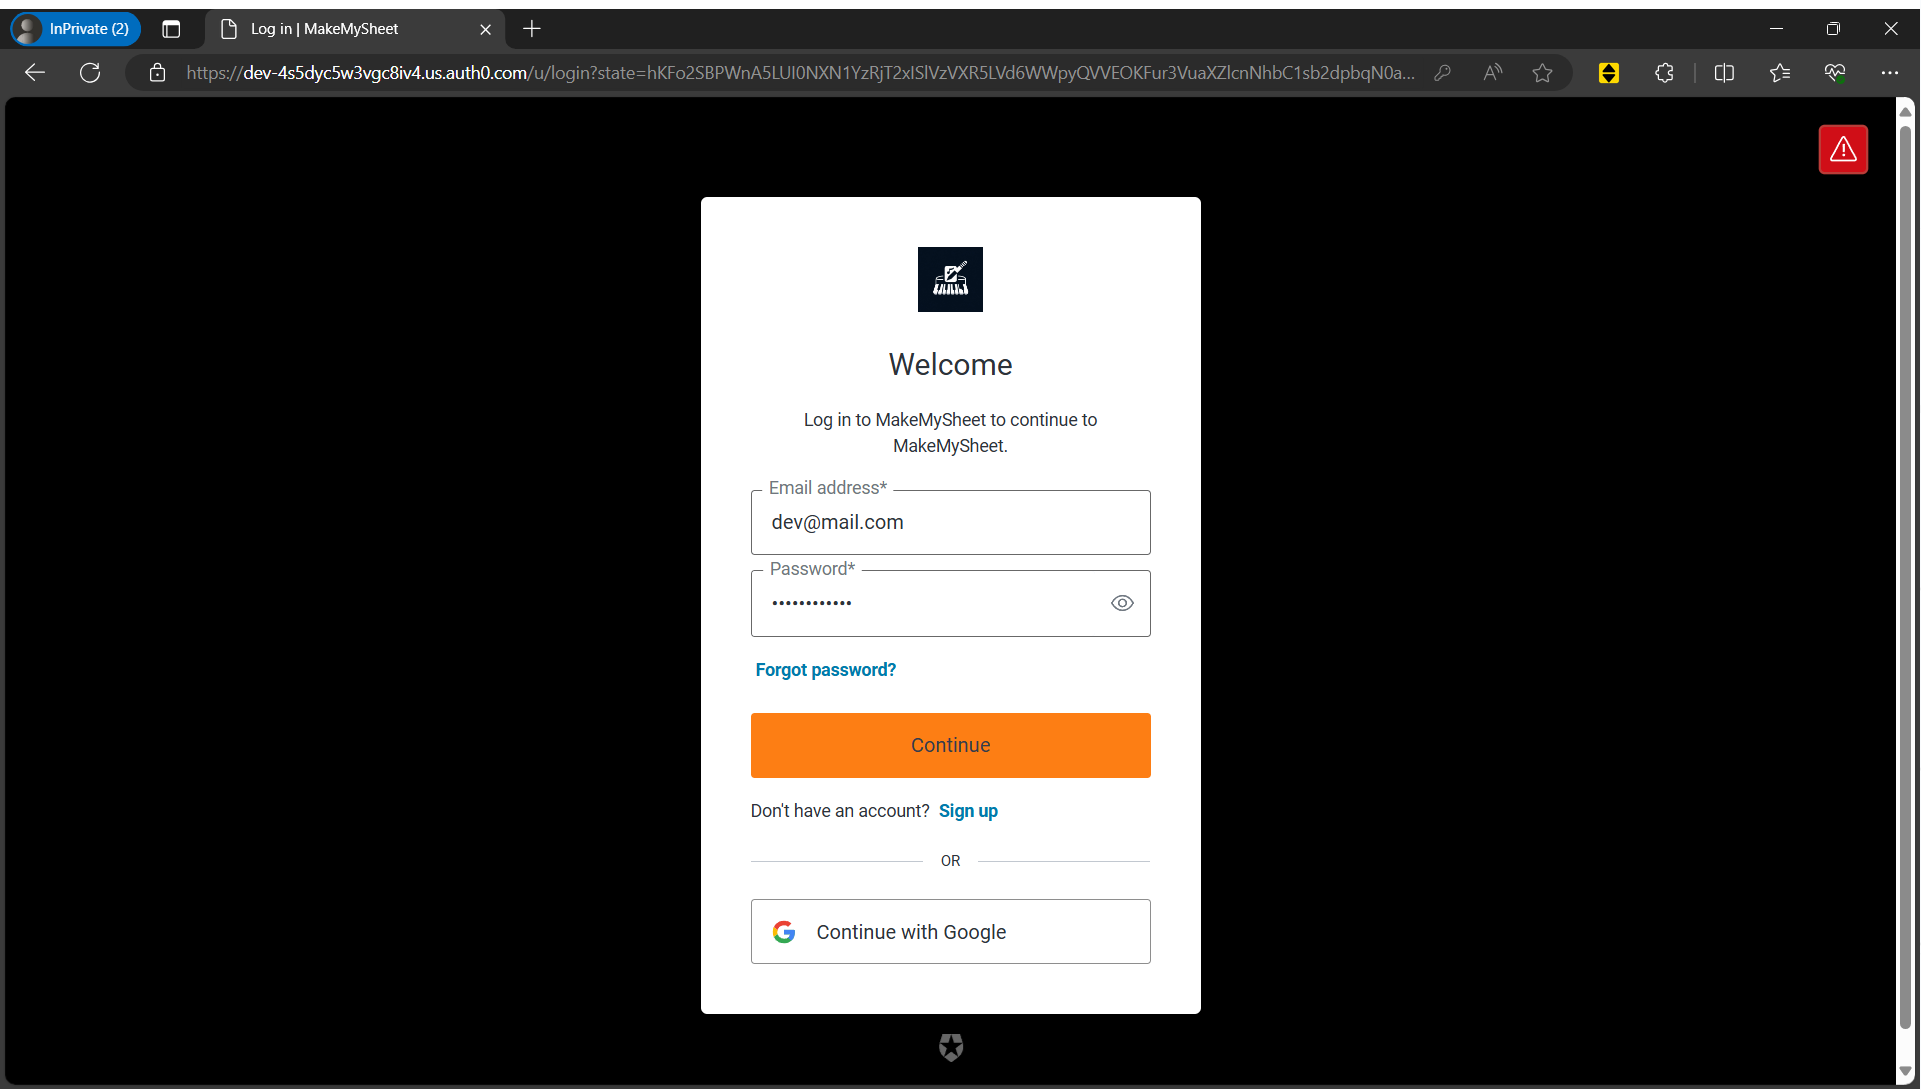 InPrivate (2)
Log in | MakeMySheet
https://dev-4s5dyc5w3vgc8iv4.us.auth0.com/u/login?state=hKFo2SBPWnA5LUI0NXN1YzRjT2xISlVzVXR5LVd6WWpyQVVEOKFur3VuaXZlcnNhbC1sb2dpbqN0a...
Welcome
Log in to MakeMySheet to continue to
MakeMySheet.
Email address*
dev@mail.com
Password*
••••••••••••
Forgot password?
Continue
Don't have an account? Sign up
OR
Continue with Google